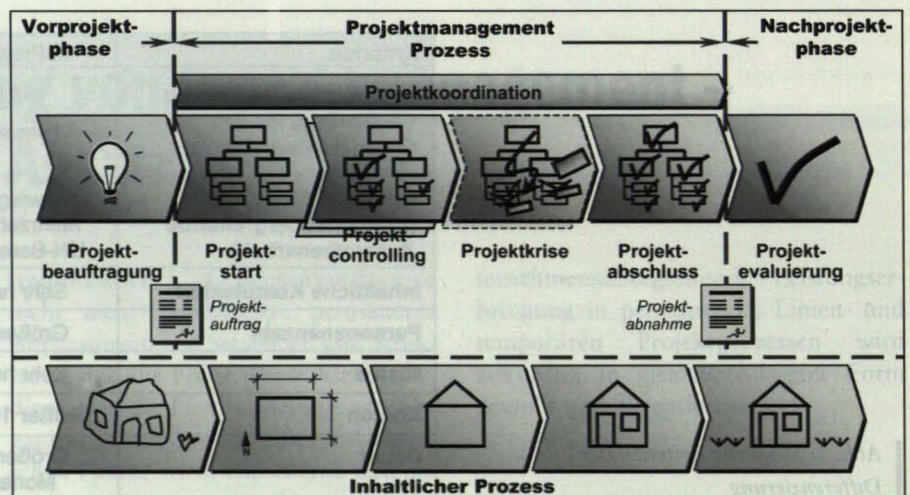 Vorprojekt-
phase
Projektmanagement
Prozess
Nachprojekt-
phase
Projektkoordination
Projekt-
beauftragung
Projekt-
start
Projekt-
controlling
Projektkrise
Projekt-
abschluss
Projekt-
evaluierung
Projekt-
auftrag
Projekt-
abnahme
N
Inhaltlicher Prozess